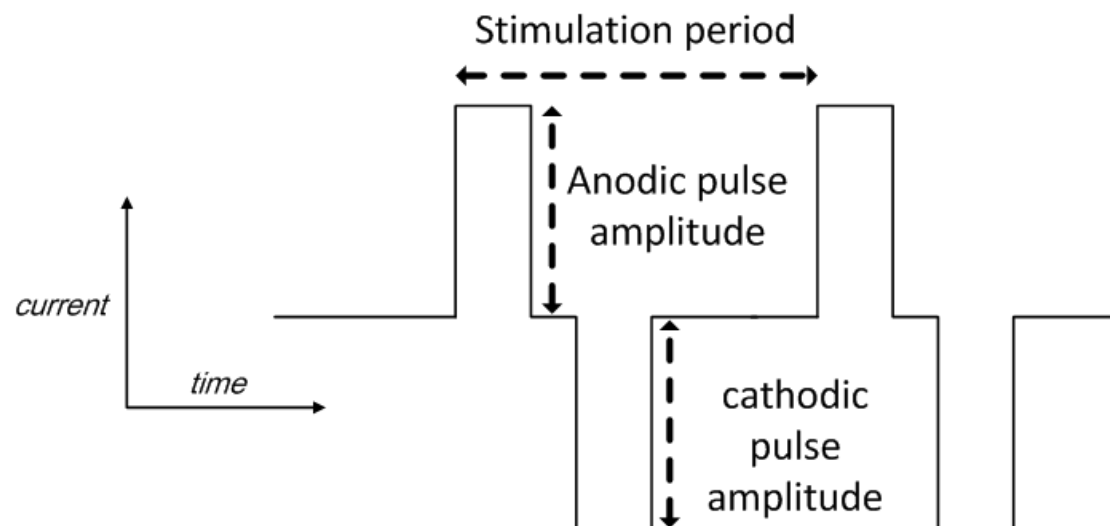 Stimulation period
Anodic pulse
amplitude
current
time
cathodic
pulse
amplitude